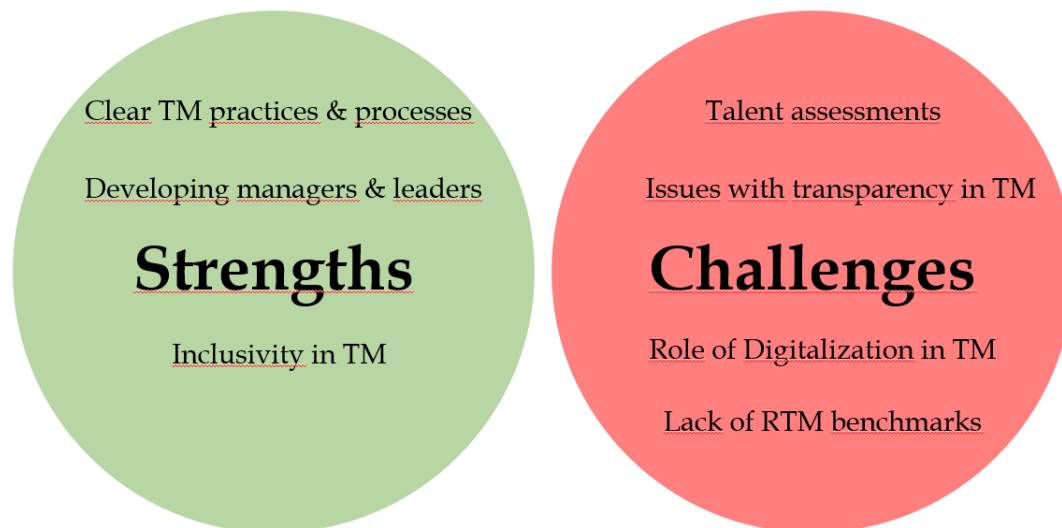 Clear TM practices & processes
Developing managers & leaders
Strengths
Inclusivity in TM
Talent assessments
Issues with transparency in TM
Challenges
Role of Digitalization in TM
Lack of RTM benchmarks